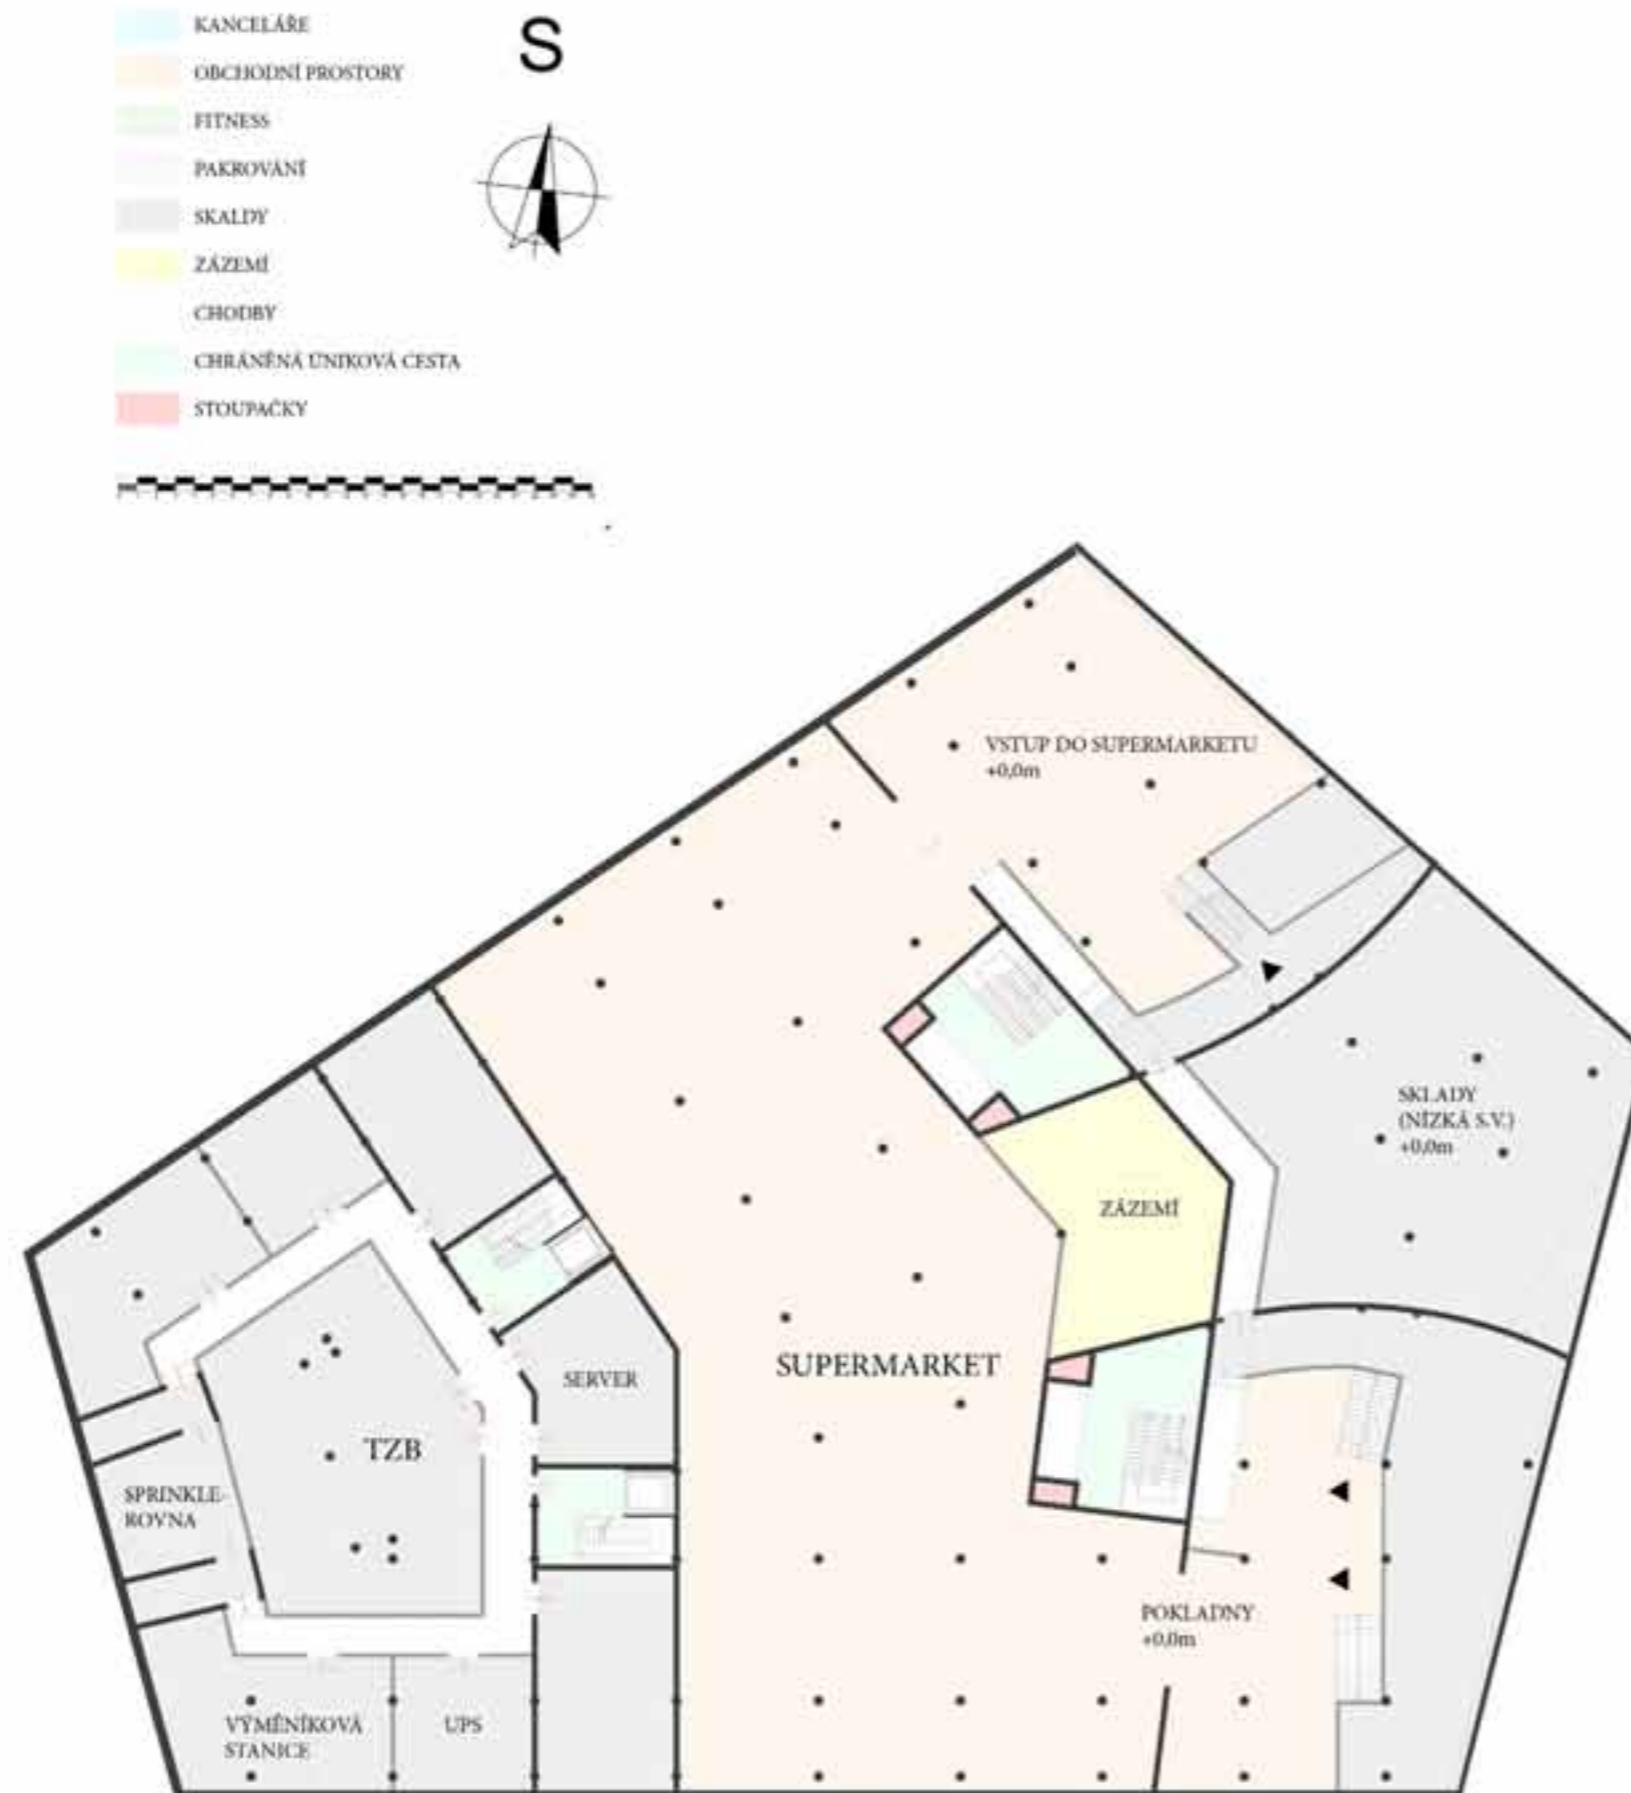 KANCELÁŘE
S
OBCHODNÍ PROSTORY
FITNESS
PAKROVÁNÍ
SKALDY
ZÁZEMÍ
CHODBY
CHRÁNĚNÁ ÚNIKOVÁ CESTA
STOUPAČKY
VSTUP DO SUPERMARKETU
+0,0m
SKLADY
(NÍZKÁ S.V.)
+0,0m
ZÁZEMÍ
SUPERMARKET
SERVER
TZB
SPRINKLE-
ROVNA
POKLADNY
+0,0m
VÝMĚNÍKOVÁ
STANICE
UPS